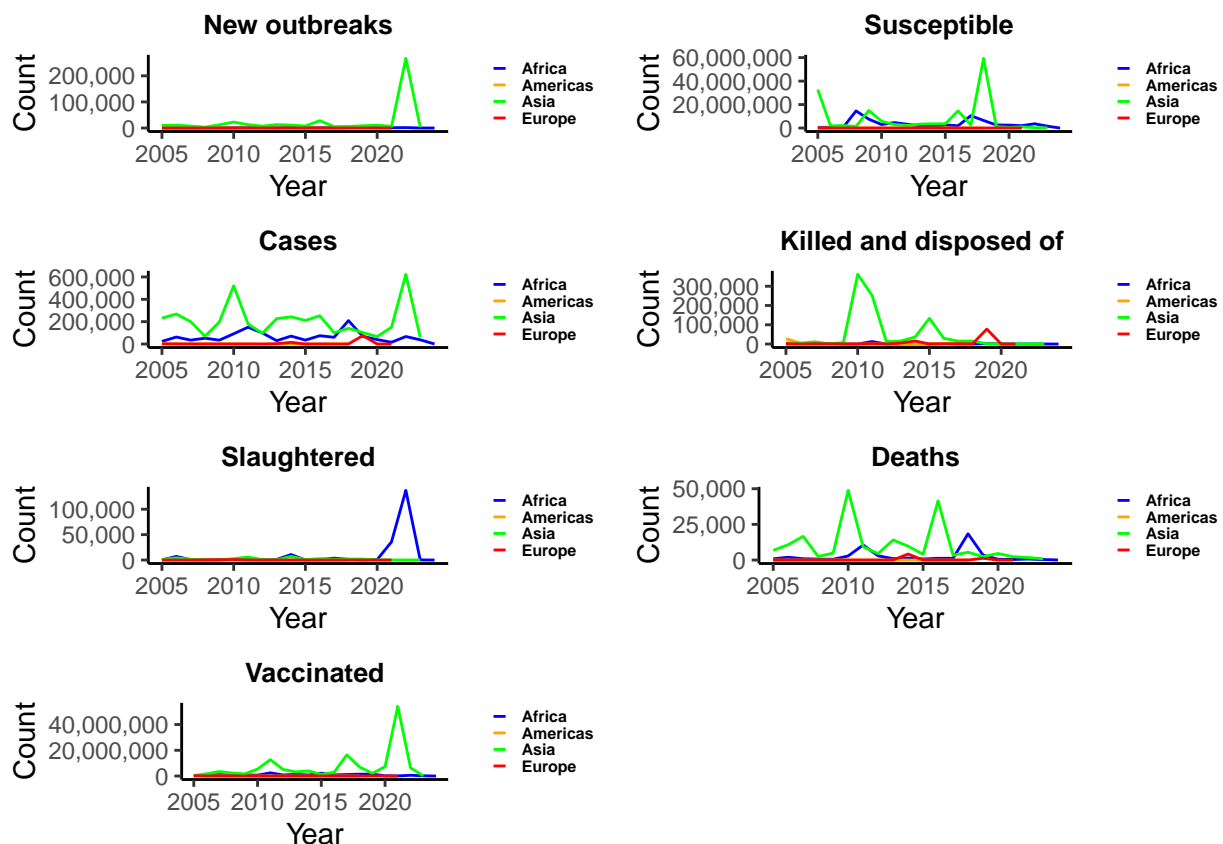 New outbreaks
Count
200,000
100,000
0
2005 2010 2015 2020
Year
Africa
Americas
Asia
Europe
Susceptible
Count
60,000,000
40,000,000
20,000,000
0
2005 2010 2015 2020
Year
Africa
Americas
Asia
Europe
Cases
Count
600,000
400,000
200,000
0
2005 2010 2015 2020
Year
Africa
Americas
Asia
Europe
Killed and disposed of
Count
300,000
200,000
100,000
0
2005 2010 2015 2020
Year
Africa
Americas
Asia
Europe
Slaughtered
Count
100,000
50,000
0
2005 2010 2015 2020
Year
Africa
Americas
Asia
Europe
Deaths
Count
50,000
25,000
0
2005 2010 2015 2020
Year
Africa
Americas
Asia
Europe
Vaccinated
Count
40,000,000
20,000,000
0
2005 2010 2015 2020
Year
Africa
Americas
Asia
Europe